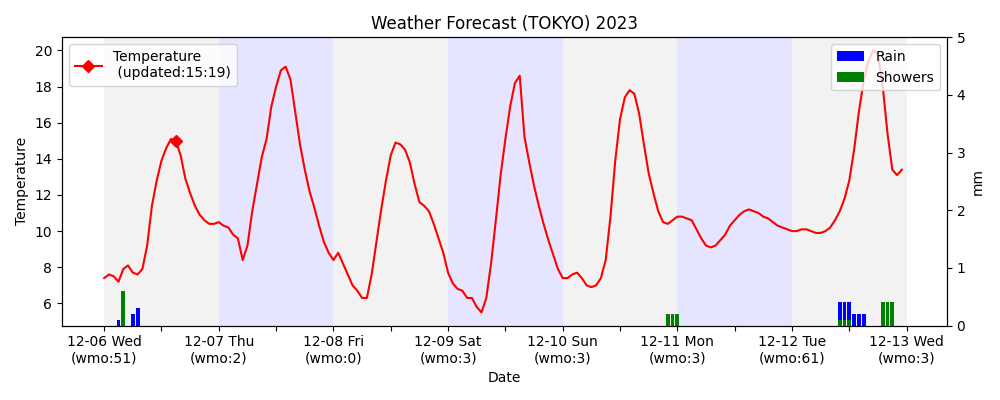 Weather Forecast (TOKYO) 2023
Temperature
(updated:15:19)
Rain
Showers
Temperature
20
18
16
14
12
10
8
6
5
4
3
2
1
0
mm
12-06 Wed
(wmo:51)
12-07 Thu
(wmo:2)
12-08 Fri
(wmo:0)
12-09 Sat
(wmo:3)
12-10 Sun
(wmo:3)
12-11 Mon
(wmo:3)
12-12 Tue
(wmo:61)
12-13 Wed
(wmo:3)
Date